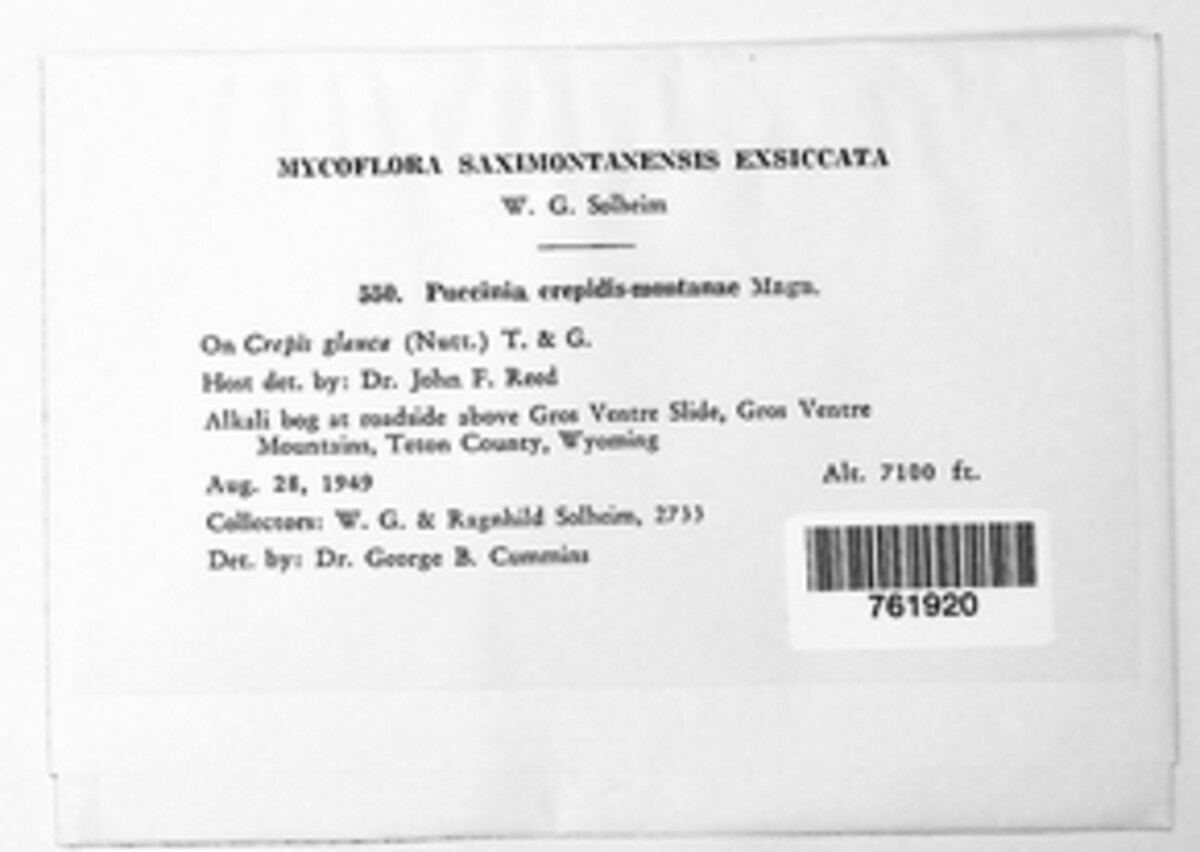 MYCOFLORA SAXIMONTANENSIS EXSICCATA
W. G. Solheim
550. Puccinia crepidis-montanae Magn.
On Crepis glauca (Nutt.) T. & G.
Host det. by: Dr. John F. Reed
Alkali bog at roadside above Gros Ventre Slide, Gros Ventre
Mountains, Teton County, Wyoming
Aug. 28, 1949 Alt. 7100 ft.
Collectors: W. G. & Ragnhild Solheim, 2733
Det. by: Dr. George B. Cummins
761920